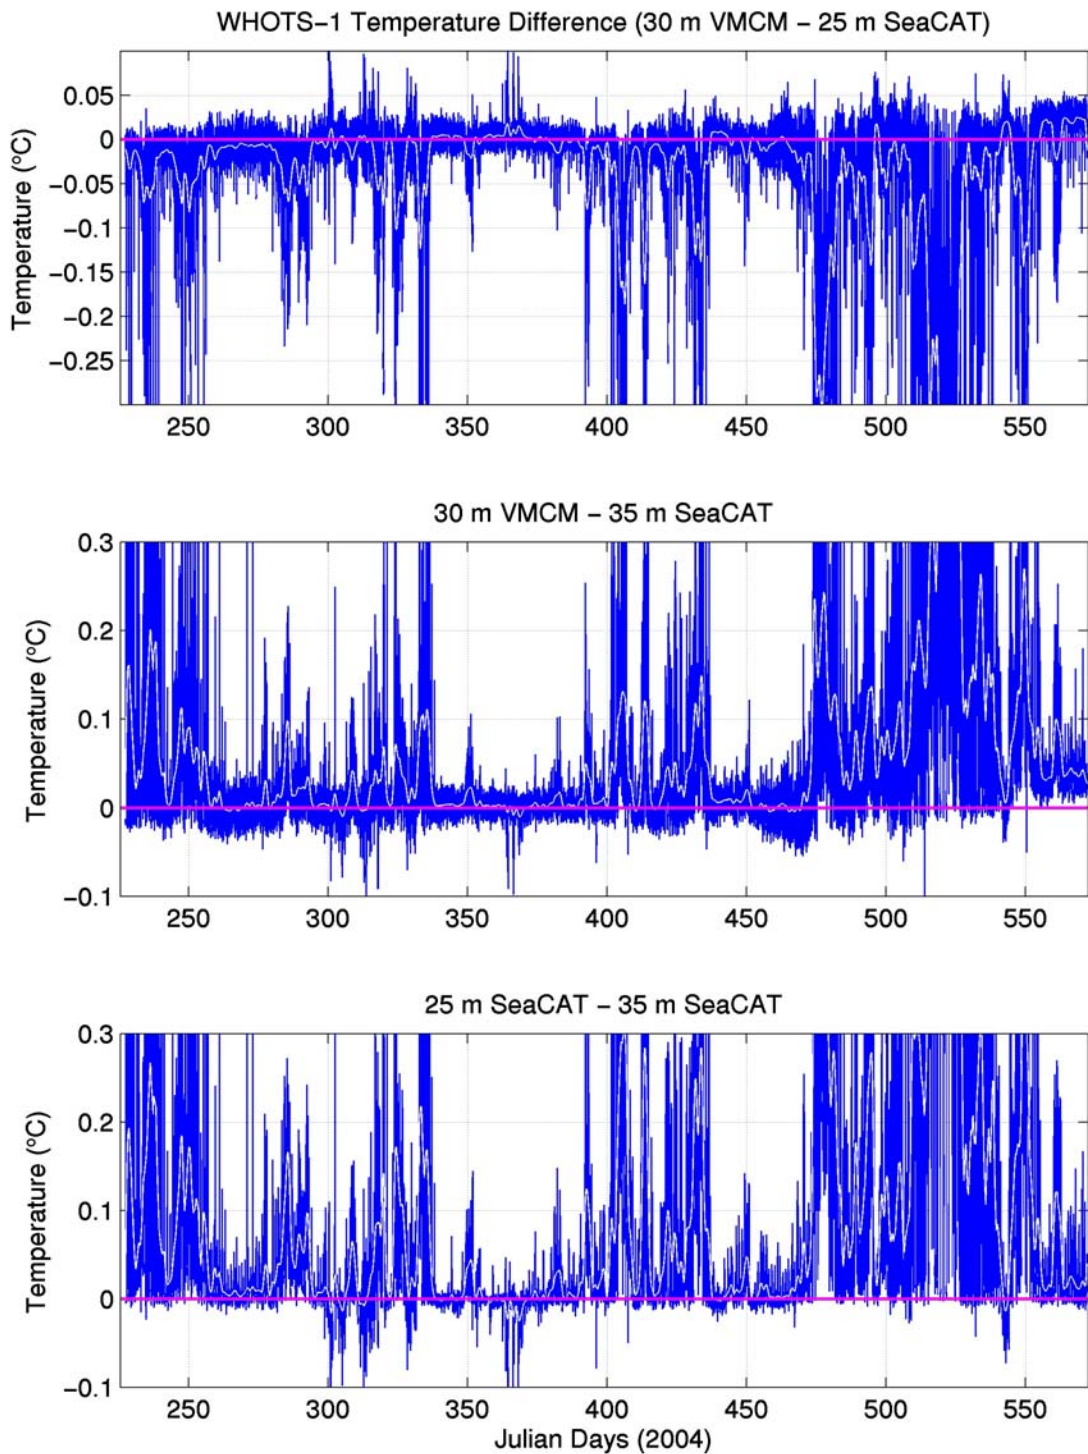 WHOTS−1 Temperature Difference (30 m VMCM − 25 m SeaCAT)
Temperature (°C)
0.05
0
−0.05
−0.1
−0.15
−0.2
−0.25
250 300 350 400 450 500 550
30 m VMCM − 35 m SeaCAT
Temperature (°C)
0.3
0.2
0.1
0
−0.1
250 300 350 400 450 500 550
25 m SeaCAT − 35 m SeaCAT
Temperature (°C)
0.3
0.2
0.1
0
−0.1
250 300 350 400 450 500 550
Julian Days (2004)